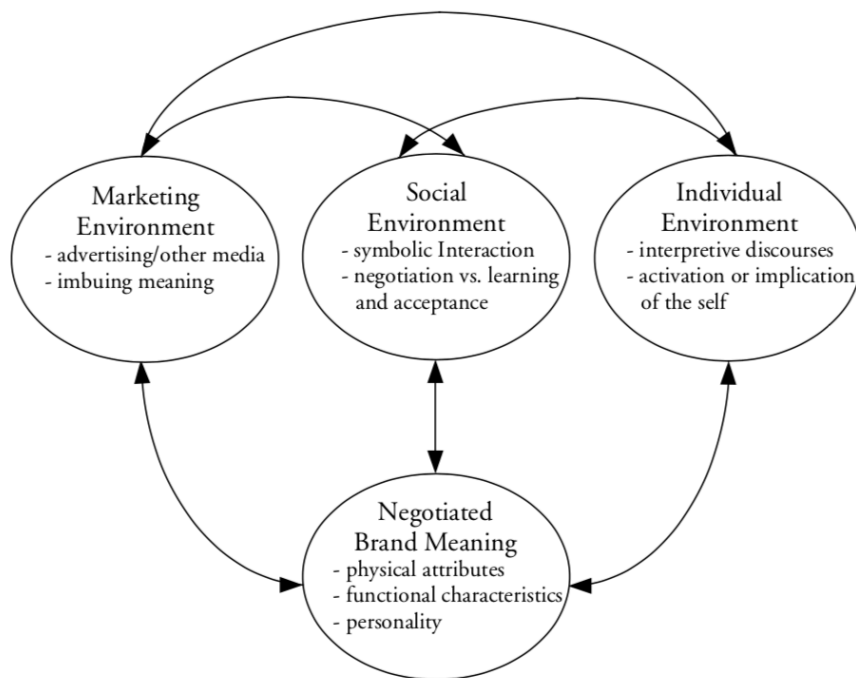 Marketing
Environment
- advertising/other media
- imbuing meaning
Social
Environment
- symbolic Interaction
- negotiation vs. learning
and acceptance
Individual
Environment
- interpretive discourses
- activation or implication
of the self
Negotiated
Brand Meaning
- physical attributes
- functional characteristics
- personality